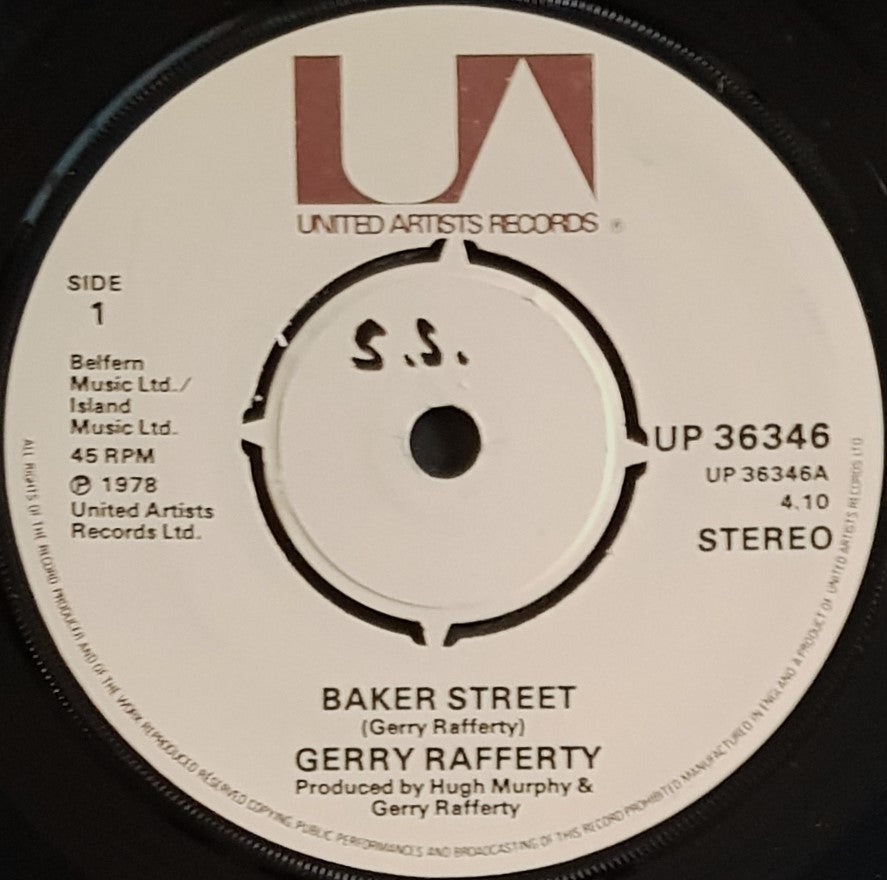 UA
UNITED ARTISTS RECORDS ®
SIDE
1
S.S.
Belfern
Music Ltd./
Island
Music Ltd.
45 RPM
℗ 1978
United Artists
Records Ltd.
UP 36346
UP 36346A
4.10
STEREO
BAKER STREET
(Gerry Rafferty)
GERRY RAFFERTY
Produced by Hugh Murphy &
Gerry Rafferty
ALL RIGHTS OF THE RECORD PRODUCER AND OF THE WORK REPRODUCED RESERVED COPYING, PUBLIC PERFORMANCES AND BROADCASTING OF THIS RECORD PROHIBITED MANUFACTURED IN ENGLAND A PRODUCT OF UNITED ARTISTS RECORDS LTD